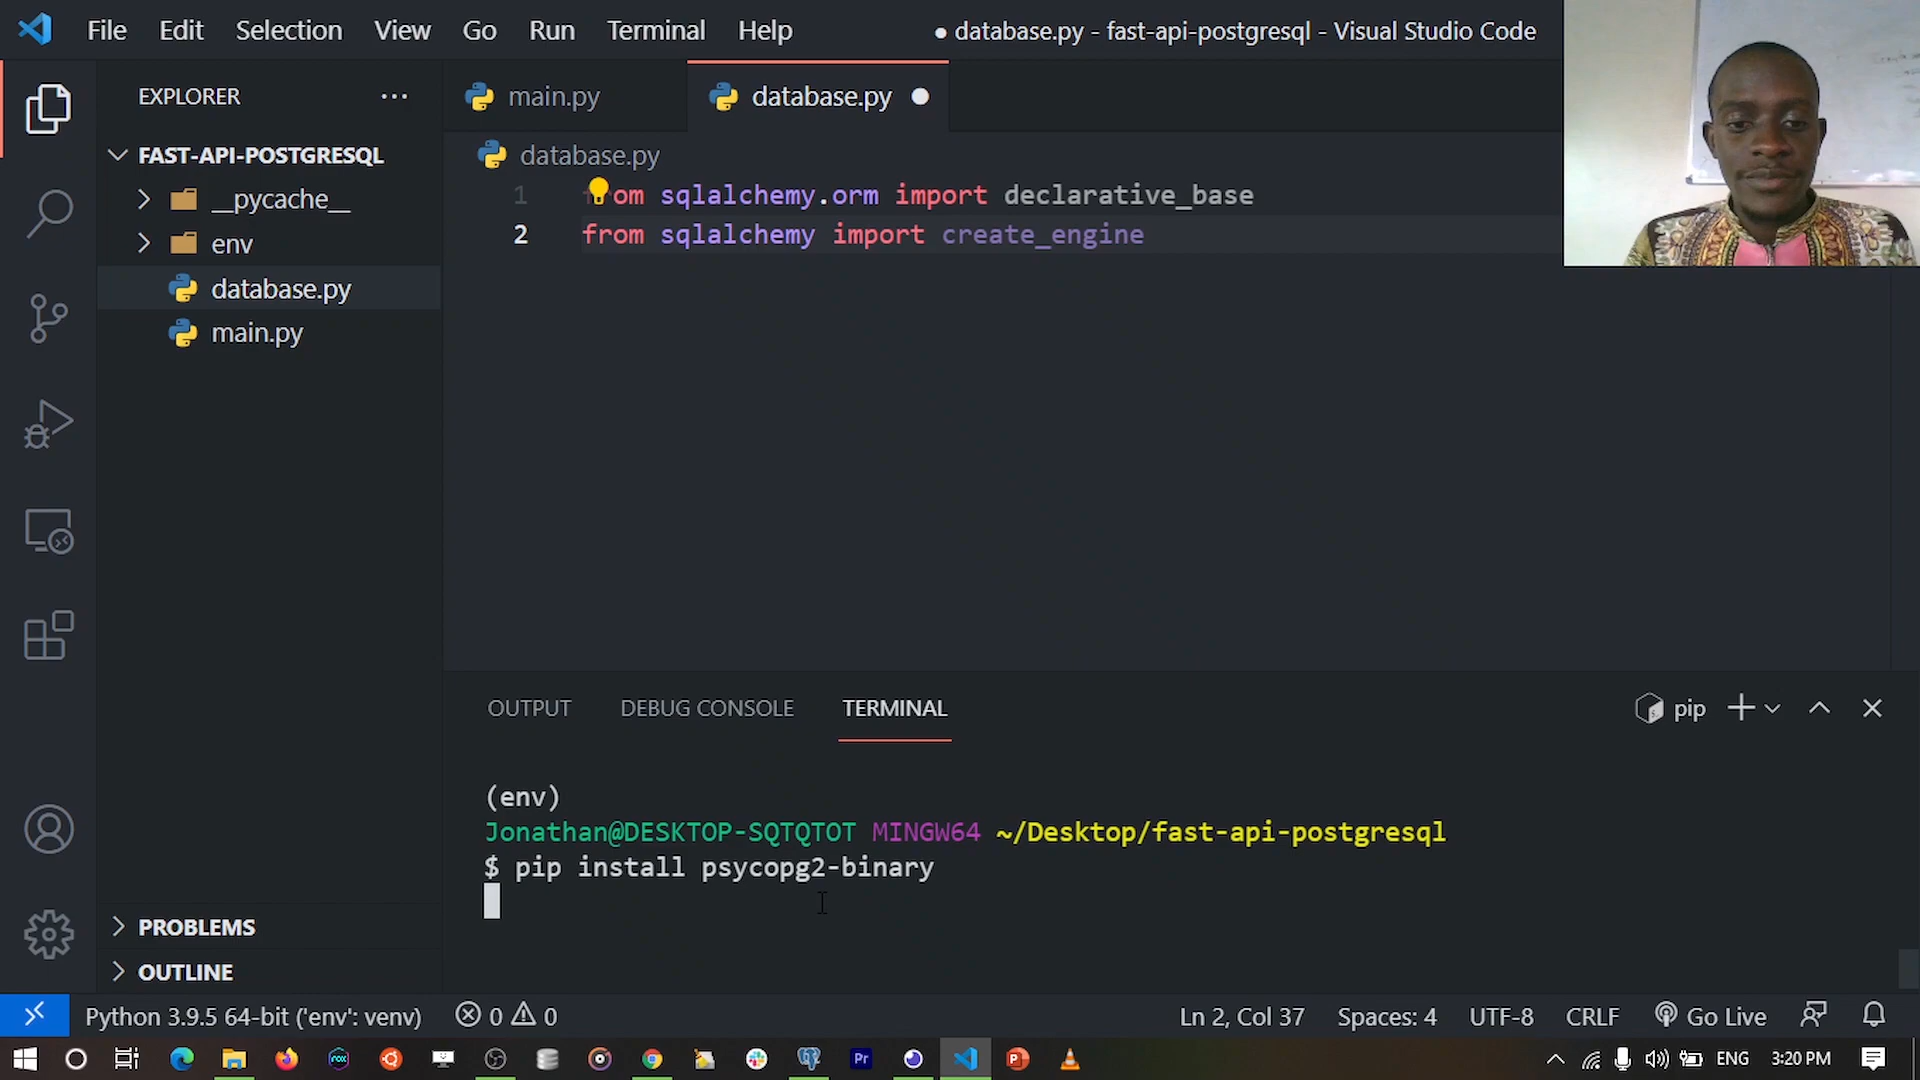 File Edit Selection View Go Run Terminal Help
● database.py - fast-api-postgresql - Visual Studio Code
EXPLORER ···
FAST-API-POSTGRESQL
__pycache__
env
database.py
main.py
PROBLEMS
OUTLINE
main.py
database.py
database.py
1 from sqlalchemy.orm import declarative_base
2 from sqlalchemy import create_engine
OUTPUT DEBUG CONSOLE TERMINAL
pip
(env)
Jonathan@DESKTOP-SQTQTOT MINGW64 ~/Desktop/fast-api-postgresql
$ pip install psycopg2-binary
Python 3.9.5 64-bit ('env': venv) 0 0
Ln 2, Col 37 Spaces: 4 UTF-8 CRLF Go Live
Pr
ENG 3:20 PM